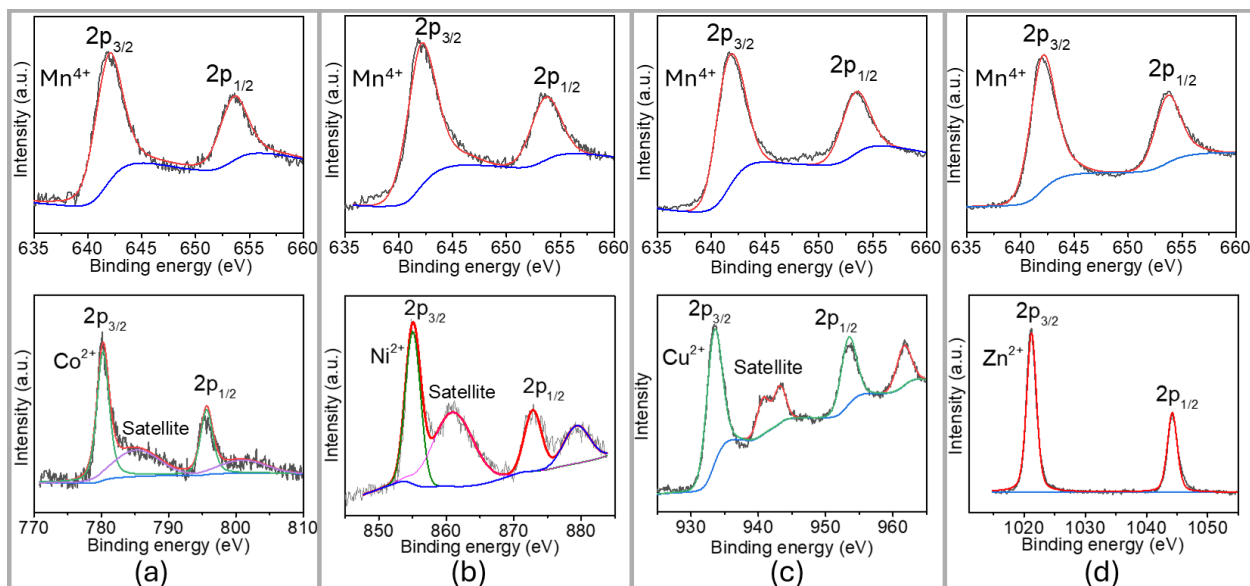 2p3/2
Mn4+
2p1/2
Intensity (a.u.)
635 640 645 650 655 660
Binding energy (eV)
2p3/2
Co2+
2p1/2
Satellite
Intensity (a.u.)
770 780 790 800 810
Binding energy (eV)
(a)
2p3/2
Mn4+
2p1/2
Intensity (a.u.)
635 640 645 650 655 660
Binding energy (eV)
2p3/2
Ni2+
Satellite
2p1/2
Intensity (a.u.)
850 860 870 880
Binding energy (eV)
(b)
2p3/2
Mn4+
2p1/2
Intensity (a.u.)
635 640 645 650 655 660
Binding energy (eV)
2p3/2
2p1/2
Cu2+
Satellite
Intensity
930 940 950 960
Binding energy (eV)
(c)
2p3/2
Mn4+
2p1/2
Intensity (a.u.)
635 640 645 650 655 660
Binding energy (eV)
2p3/2
Zn2+
2p1/2
Intensity (a.u.)
1020 1030 1040 1050
Binding energy (eV)
(d)